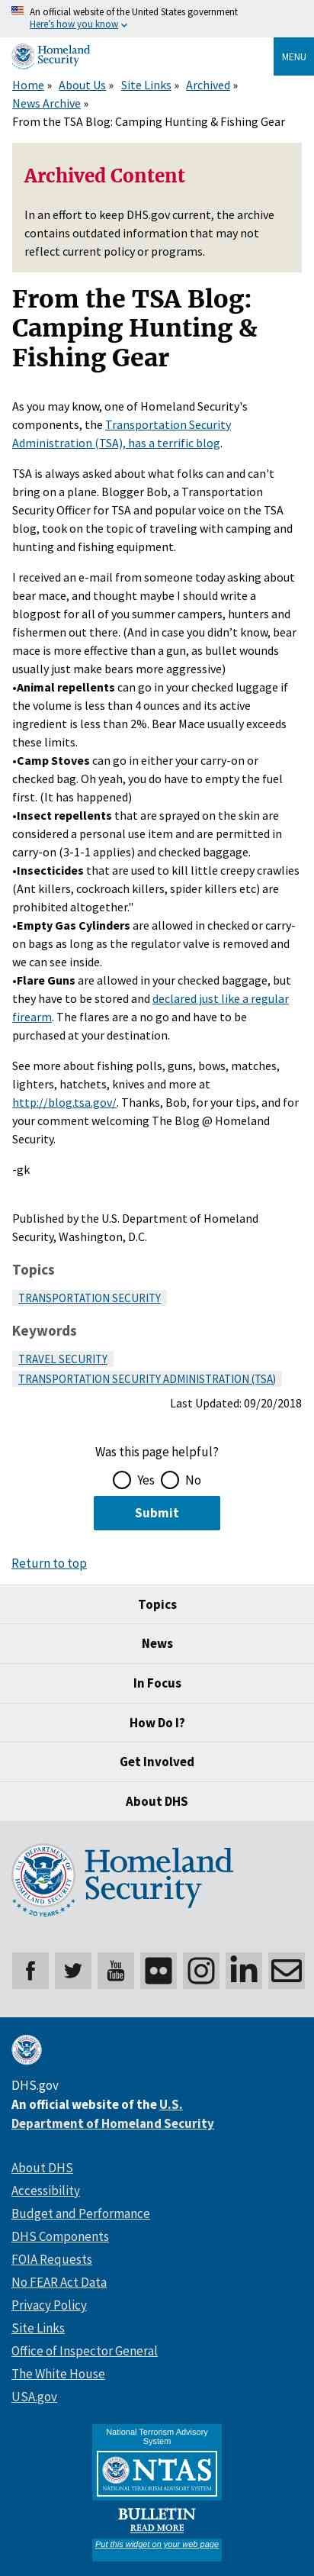 An official website of the United States government
Here's how you know
Homeland
Security
MENU
Home » About Us » Site Links » Archived »
News Archive »
From the TSA Blog: Camping Hunting & Fishing Gear
Archived Content
In an effort to keep DHS.gov current, the archive
contains outdated information that may not
reflect current policy or programs.
From the TSA Blog:
Camping Hunting &
Fishing Gear
As you may know, one of Homeland Security's
components, the Transportation Security
Administration (TSA), has a terrific blog.
TSA is always asked about what folks can and can't
bring on a plane. Blogger Bob, a Transportation
Security Officer for TSA and popular voice on the TSA
blog, took on the topic of traveling with camping and
hunting and fishing equipment.
I received an e-mail from someone today asking about
bear mace, and thought maybe I should write a
blogpost for all of you summer campers, hunters and
fishermen out there. (And in case you didn’t know, bear
mace is more effective than a gun, as bullet wounds
usually just make bears more aggressive)
•Animal repellents can go in your checked luggage if
the volume is less than 4 ounces and its active
ingredient is less than 2%. Bear Mace usually exceeds
these limits.
•Camp Stoves can go in either your carry-on or
checked bag. Oh yeah, you do have to empty the fuel
first. (It has happened)
•Insect repellents that are sprayed on the skin are
considered a personal use item and are permitted in
carry-on (3-1-1 applies) and checked baggage.
•Insecticides that are used to kill little creepy crawlies
(Ant killers, cockroach killers, spider killers etc) are
prohibited altogether."
•Empty Gas Cylinders are allowed in checked or carry-
on bags as long as the regulator valve is removed and
we can see inside.
•Flare Guns are allowed in your checked baggage, but
they have to be stored and declared just like a regular
firearm. The flares are a no go and have to be
purchased at your destination.
See more about fishing polls, guns, bows, matches,
lighters, hatchets, knives and more at
http://blog.tsa.gov/. Thanks, Bob, for your tips, and for
your comment welcoming The Blog @ Homeland
Security.
-gk
Published by the U.S. Department of Homeland
Security, Washington, D.C.
Topics
TRANSPORTATION SECURITY
Keywords
TRAVEL SECURITY
TRANSPORTATION SECURITY ADMINISTRATION (TSA)
Last Updated: 09/20/2018
Was this page helpful?
Yes No
Submit
Return to top
Topics
News
In Focus
How Do I?
Get Involved
About DHS
Homeland
Security
20 YEARS
You
Tube
DHS.gov
An official website of the U.S.
Department of Homeland Security
About DHS
Accessibility
Budget and Performance
DHS Components
FOIA Requests
No FEAR Act Data
Privacy Policy
Site Links
Office of Inspector General
The White House
USA.gov
National Terrorism Advisory
System
NTAS
NATIONAL TERRORISM ADVISORY SYSTEM
BULLETIN
READ MORE
Put this widget on your web page